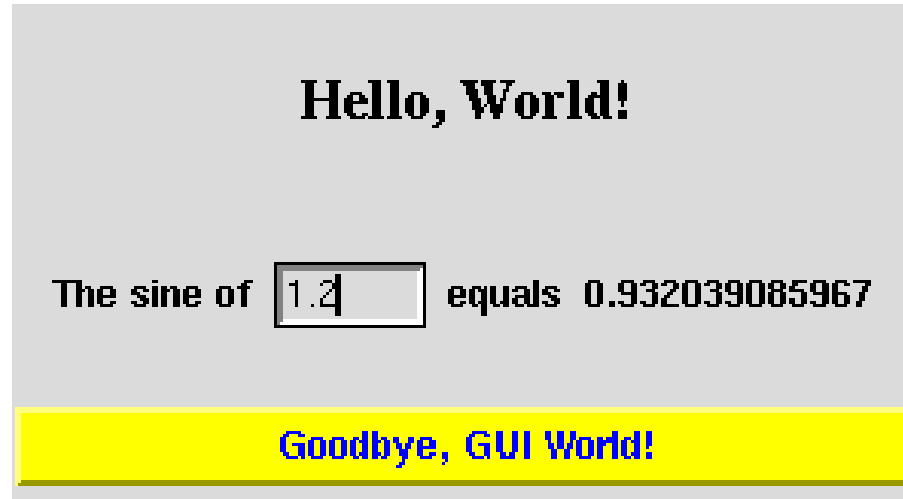 Hello, World!
The sine of 1.2 equals 0.932039085967
Goodbye, GUI World!